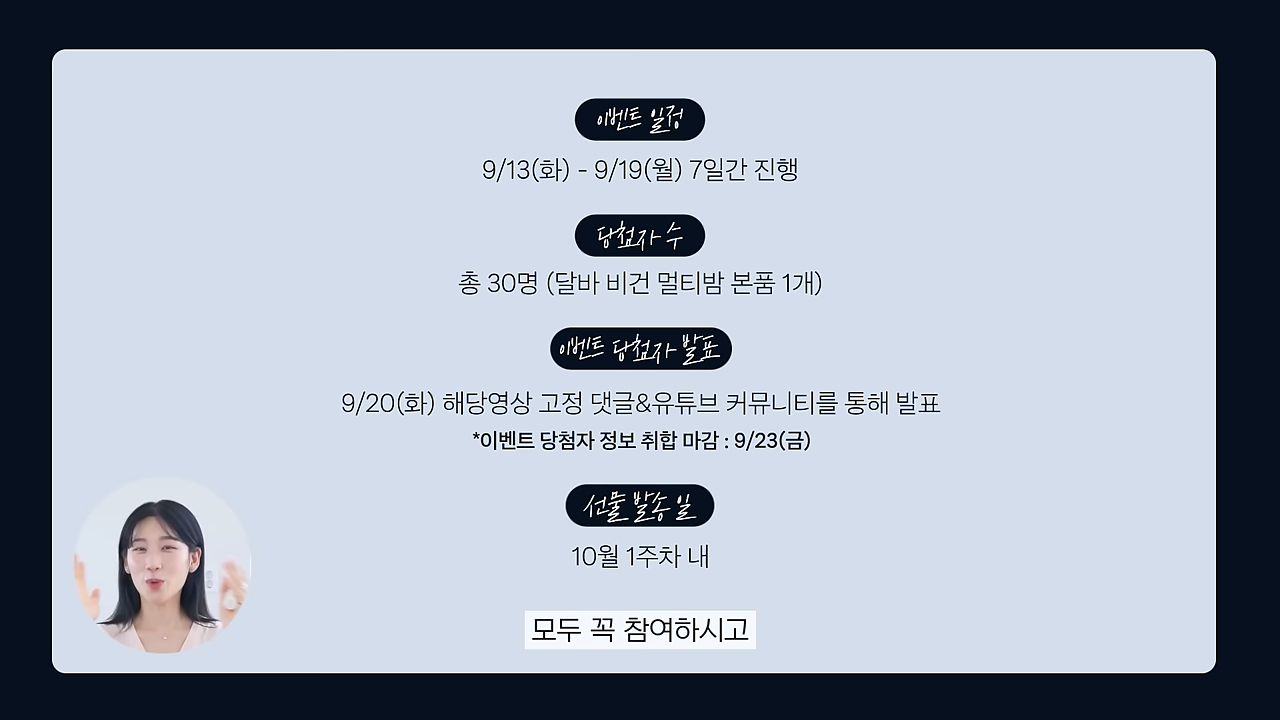 이벤트 일정
9/13(화) - 9/19(월) 7일간 진행
당첨자 수
총 30명 (달바 비건 멀티밤 본품 1개)
이벤트 당첨자 발표
9/20(화) 해당영상 고정 댓글&유튜브 커뮤니티를 통해 발표
*이벤트 당첨자 정보 취합 마감 : 9/23(금)
선물 발송 일
10월 1주차 내
모두 꼭 참여하시고